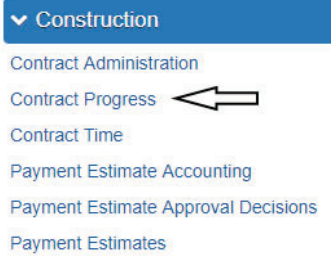 Construction
Contract Administration
Contract Progress
Contract Time
Payment Estimate Accounting
Payment Estimate Approval Decisions
Payment Estimates